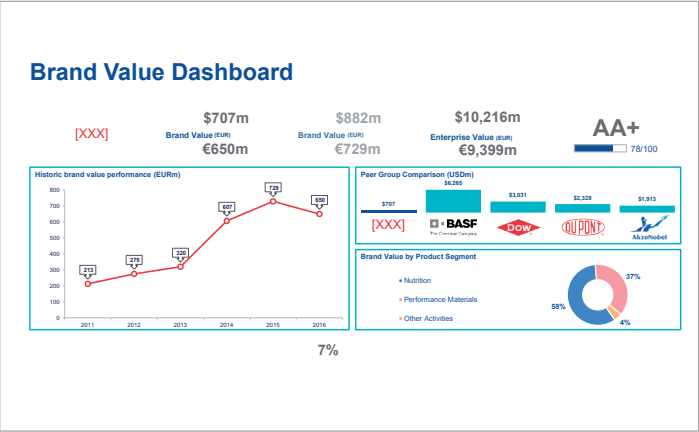 Brand Value Dashboard
[XXX]
$707m
Brand Value (EUR)
€650m
$882m
Brand Value (EUR)
€729m
$10,216m
Enterprise Value (EUR)
€9,399m
AA+
78/100
Historic brand value performance (EURm)
800
700
600
500
400
300
200
100
0
213
275
320
607
729
650
2011
2012
2013
2014
2015
2016
Peer Group Comparison (USDm)
$707
$6,265
$3,031
$2,328
$1,913
[XXX]
BASF
The Chemical Company
Dow
DUPONT
AkzoNobel
Brand Value by Product Segment
Nutrition
Performance Materials
Other Activities
58%
37%
4%
7%